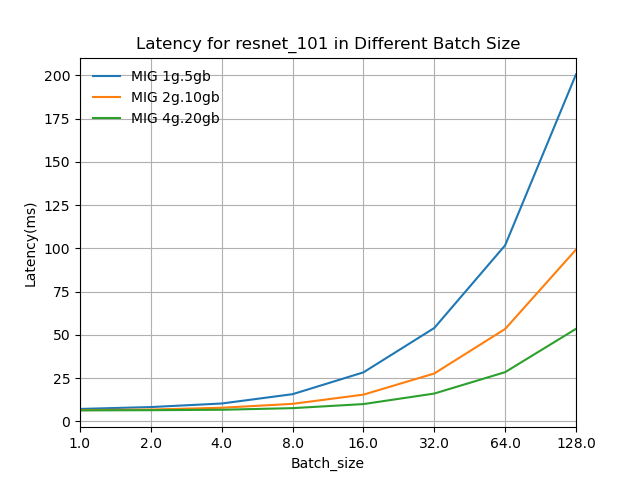 Latency for resnet_101 in Different Batch Size
MIG 1g.5gb
MIG 2g.10gb
MIG 4g.20gb
Latency(ms)
200
175
150
125
100
75
50
25
0
1.0 2.0 4.0 8.0 16.0 32.0 64.0 128.0
Batch_size